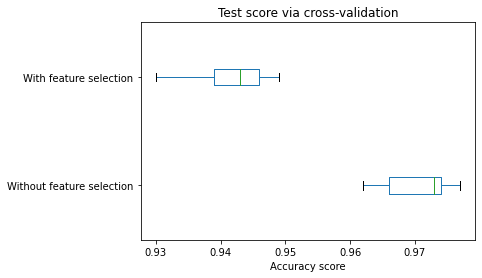 Test score via cross-validation
With feature selection
Without feature selection
0.93 0.94 0.95 0.96 0.97
Accuracy score